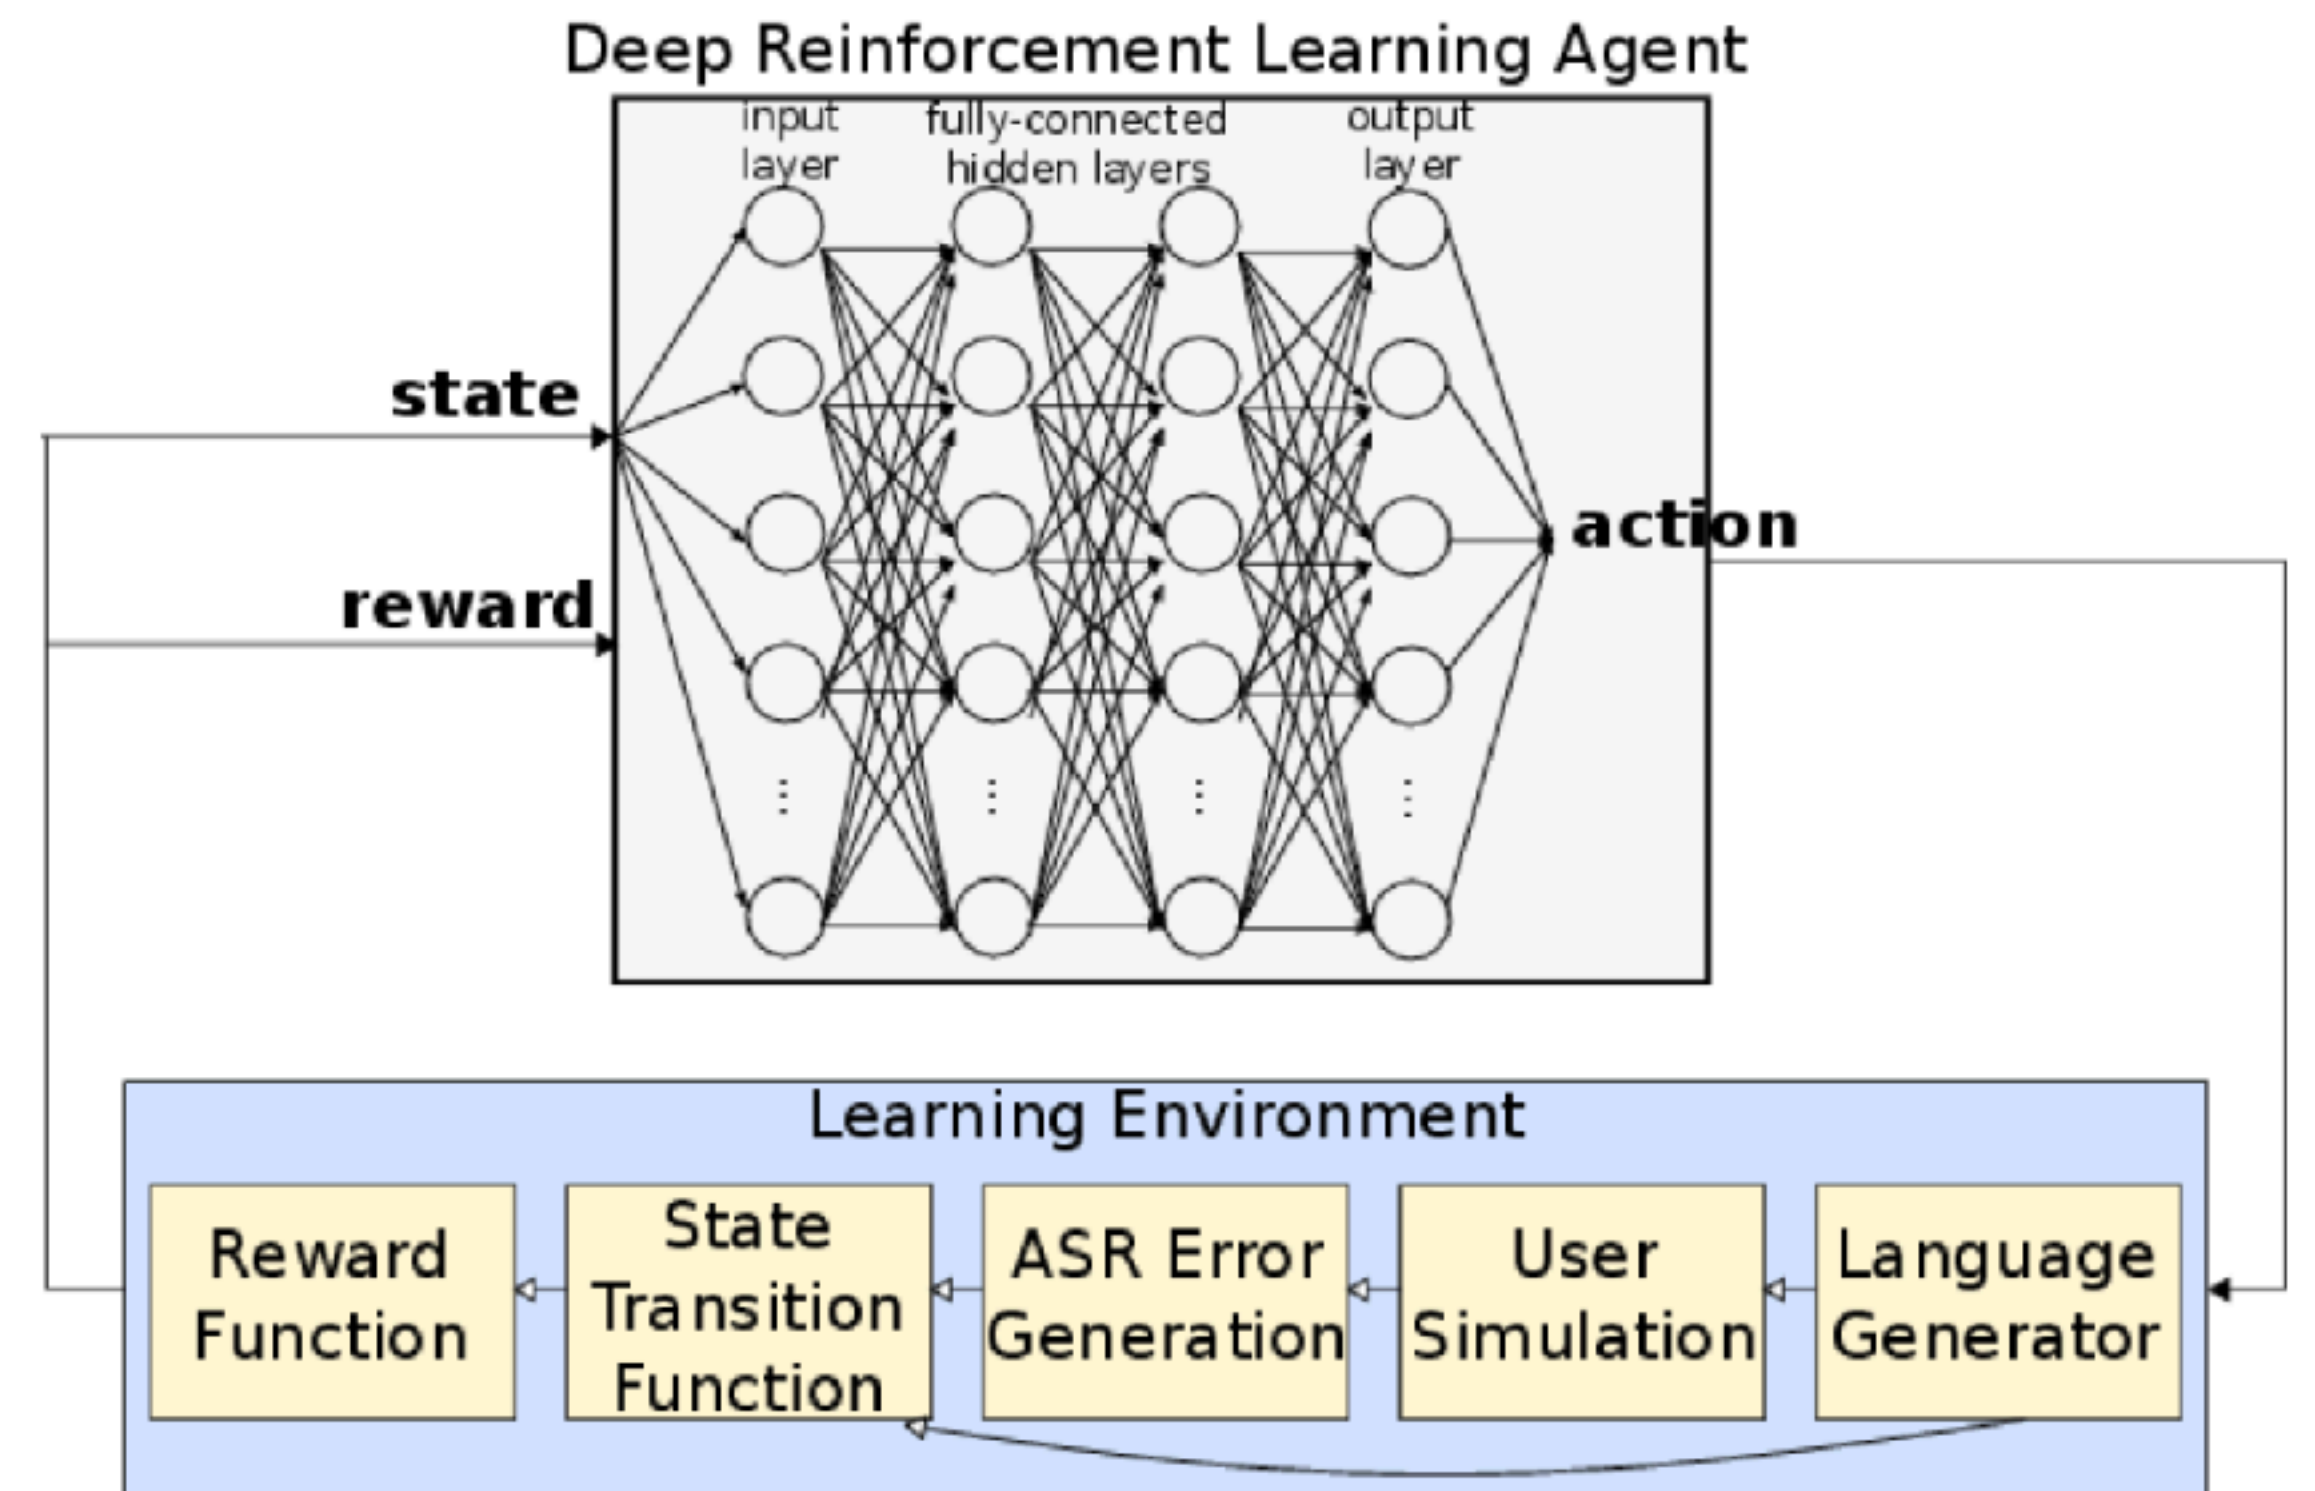 Deep Reinforcement Learning Agent
input
layer
fully-connected
hidden layers
output
layer
state
reward
action
Learning Environment
Reward
Function
State
Transition
Function
ASR Error
Generation
User
Simulation
Language
Generator